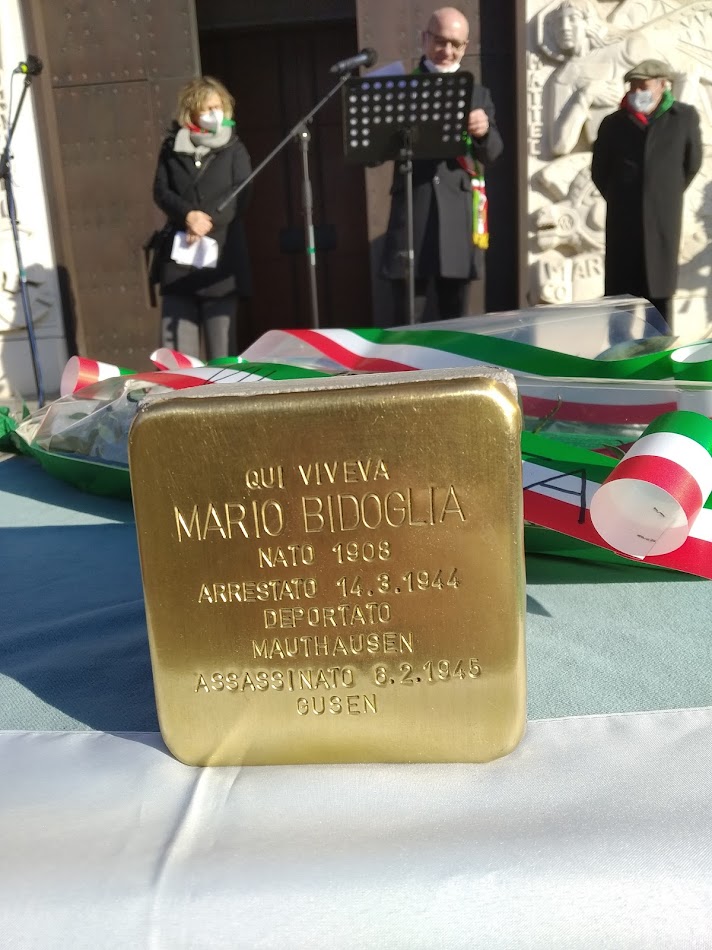 QUI VIVEVA
MARIO BIDOGLIA
NATO 1908
ARRESTATO 14.3.1944
DEPORTATO
MAUTHAUSEN
ASSASSINATO 6.2.1945
GUSEN